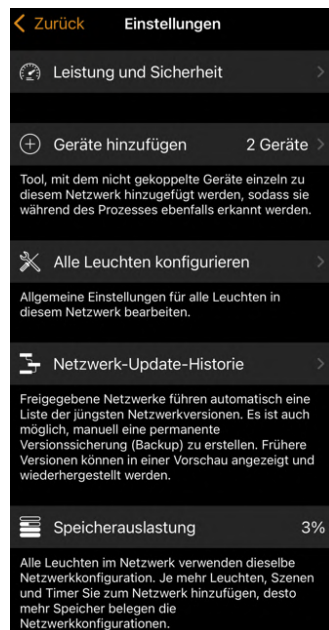 Zurück Einstellungen
Leistung und Sicherheit
Geräte hinzufügen 2 Geräte
Tool, mit dem nicht gekoppelte Geräte einzeln zu
diesem Netzwerk hinzugefügt werden, sodass sie
während des Prozesses ebenfalls erkannt werden.
Alle Leuchten konfigurieren
Allgemeine Einstellungen für alle Leuchten in
diesem Netzwerk bearbeiten.
Netzwerk-Update-Historie
Freigegebene Netzwerke führen automatisch eine
Liste der jüngsten Netzwerkversionen. Es ist auch
möglich, manuell eine permanente
Versionssicherung (Backup) zu erstellen. Frühere
Versionen können in einer Vorschau angezeigt und
wiederhergestellt werden.
Speicherauslastung 3%
Alle Leuchten im Netzwerk verwenden dieselbe
Netzwerkkonfiguration. Je mehr Leuchten, Szenen
und Timer Sie zum Netzwerk hinzufügen, desto
mehr Speicher belegen die
Netzwerkkonfigurationen.